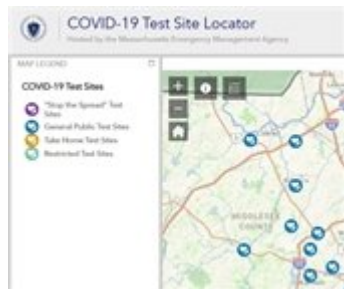 COVID-19 Test Site Locator
Hosted by the Massachusetts Emergency Management Agency
MAP LEGEND
COVID-19 Test Sites
"Stop the Spread" Test
Sites
General Public Test Sites
Take Home Test Sites
Restricted Test Sites
MIDDLESEX
COUNTY